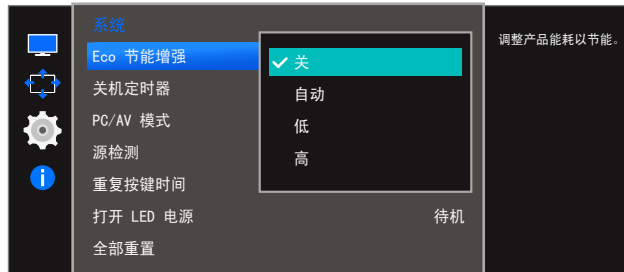 系统
Eco 节能增强
关机定时器
PC/AV 模式
源检测
重复按键时间
打开 LED 电源
待机
全部重置
关
自动
低
高
调整产品能耗以节能。